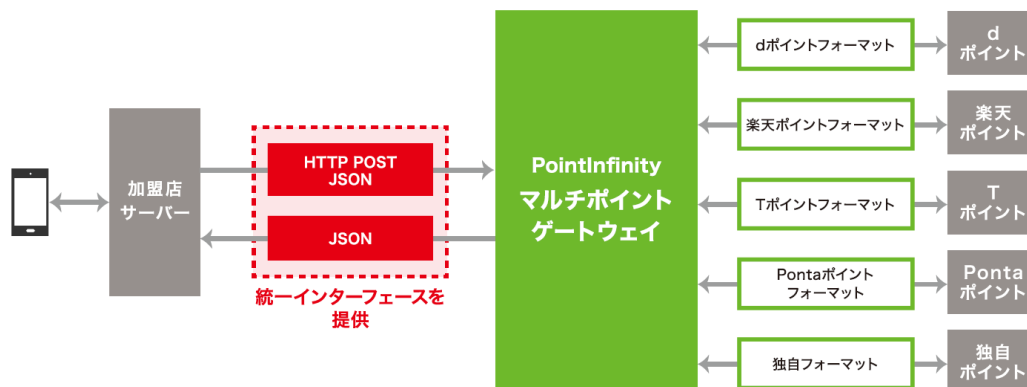 加盟店
サーバー
HTTP POST
JSON
JSON
統一インターフェースを
提供
PointInfinity
マルチポイント
ゲートウェイ
dポイントフォーマット
d
ポイント
楽天ポイントフォーマット
楽天
ポイント
Tポイントフォーマット
T
ポイント
Pontaポイント
フォーマット
Ponta
ポイント
独自フォーマット
独自
ポイント